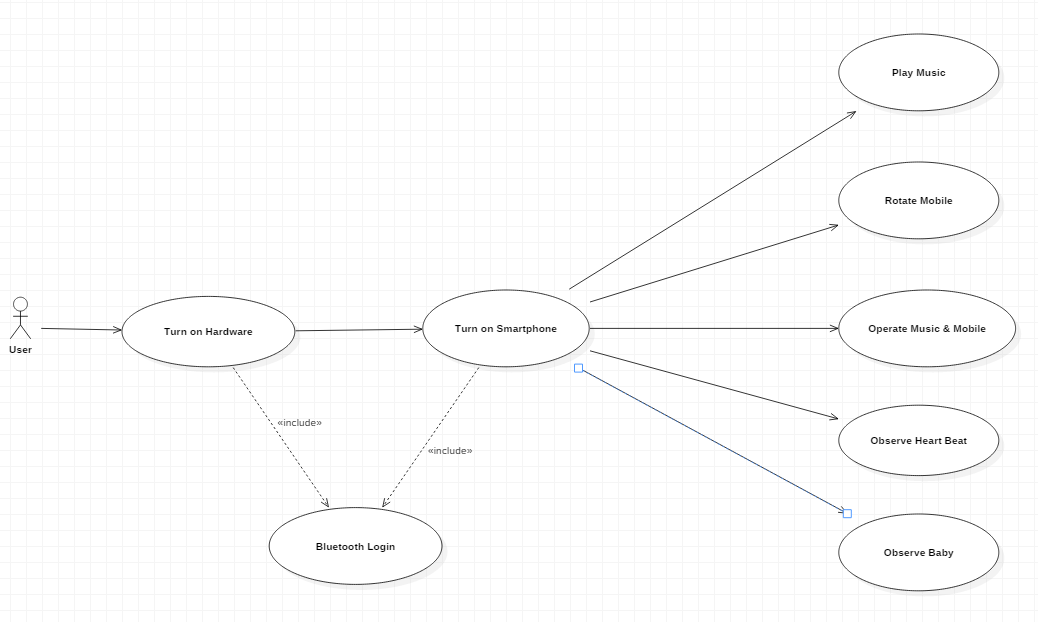 Play Music
Rotate Mobile
User
Turn on Hardware
Turn on Smartphone
Operate Music & Mobile
«include»
«include»
Observe Heart Beat
Bluetooth Login
Observe Baby